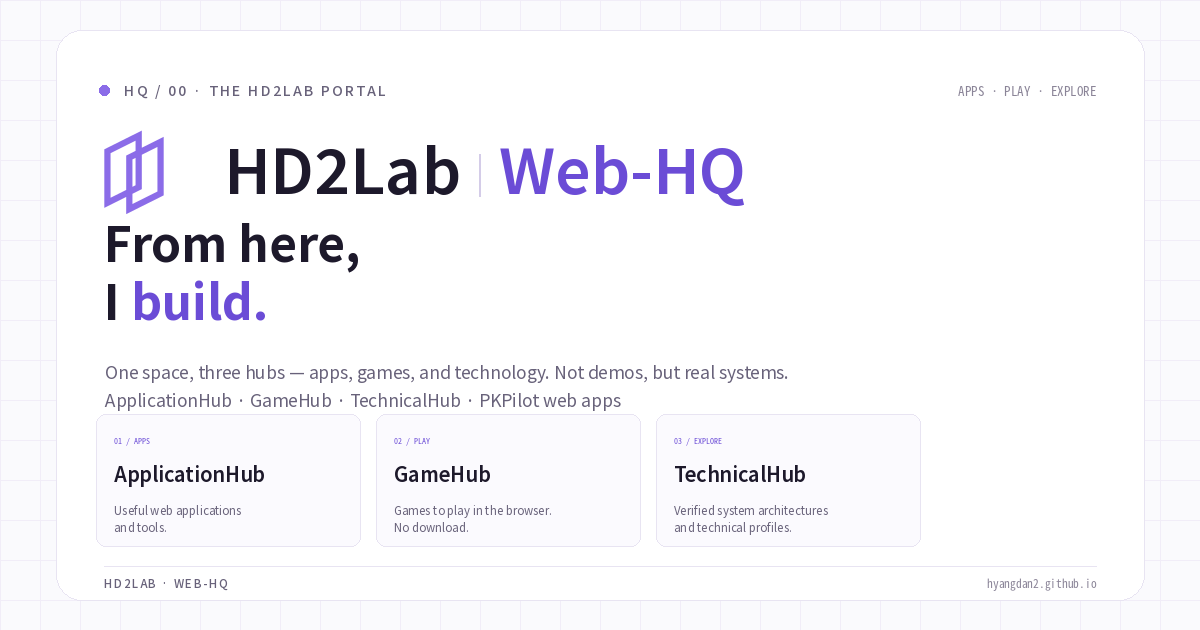 HQ / 00 · THE HD2LAB PORTAL
APPS · PLAY · EXPLORE
HD2Lab | Web-HQ
From here,
I build.
One space, three hubs — apps, games, and technology. Not demos, but real systems.
ApplicationHub · GameHub · TechnicalHub · PKPilot web apps
01 / APPS
ApplicationHub
Useful web applications
and tools.
02 / PLAY
GameHub
Games to play in the browser.
No download.
03 / EXPLORE
TechnicalHub
Verified system architectures
and technical profiles.
HD2LAB · WEB-HQ
hyangdan2.github.io